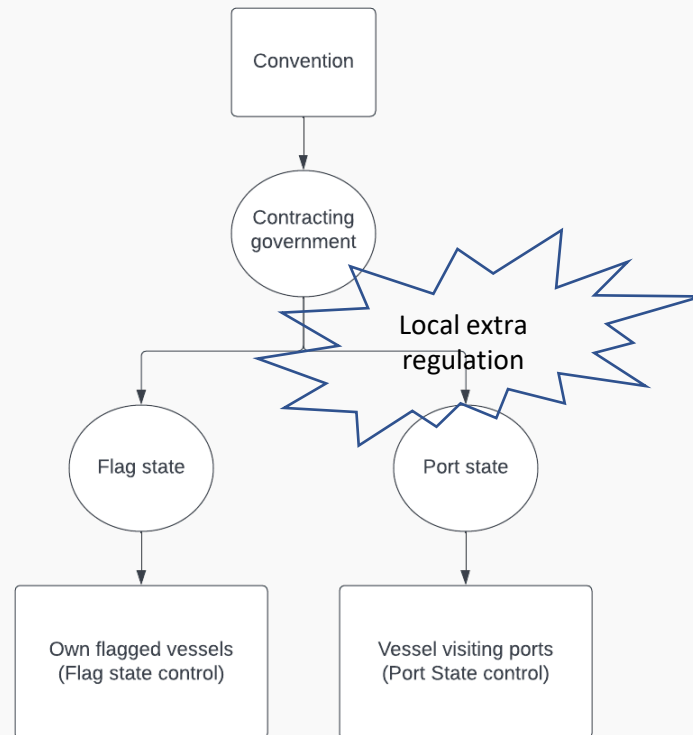 Convention
Contracting
government
Local extra
regulation
Flag state
Port state
Own flagged vessels
(Flag state control)
Vessel visiting ports
(Port State control)